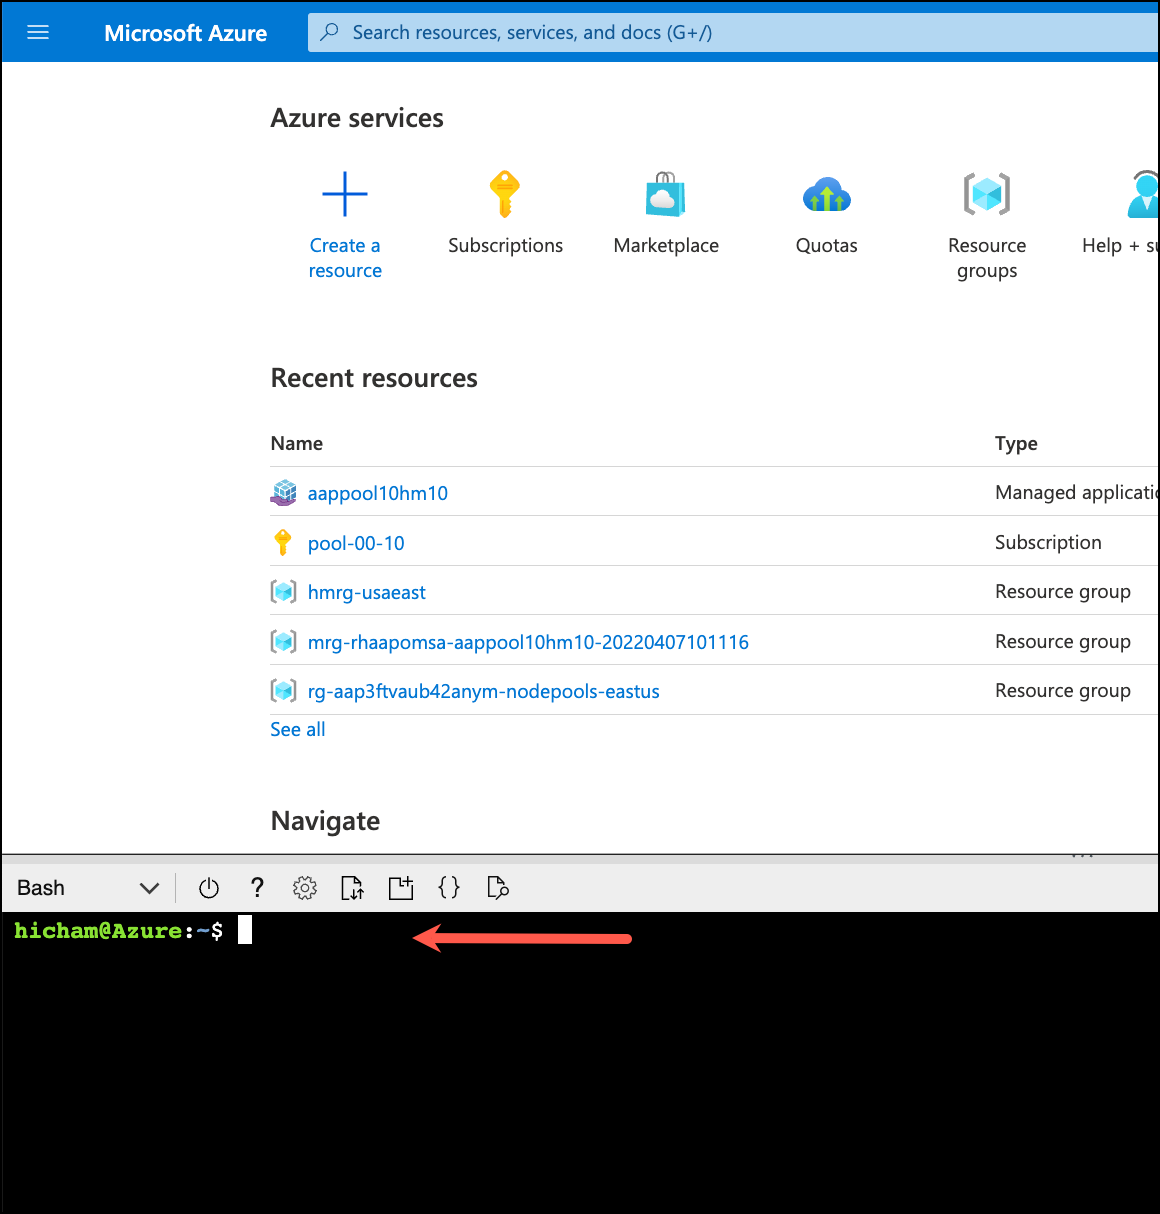 Microsoft Azure
Search resources, services, and docs (G+/)
Azure services
Create a
resource
Subscriptions
Marketplace
Quotas
Resource
groups
Help + su
Recent resources
Name Type
aappool10hm10 Managed applicatio
pool-00-10 Subscription
hmrg-usaeast Resource group
mrg-rhaapomsa-aappool10hm10-20220407101116 Resource group
rg-aap3ftvaub42anym-nodepools-eastus Resource group
See all
Navigate
Bash ? {}
hicham@Azure:~$